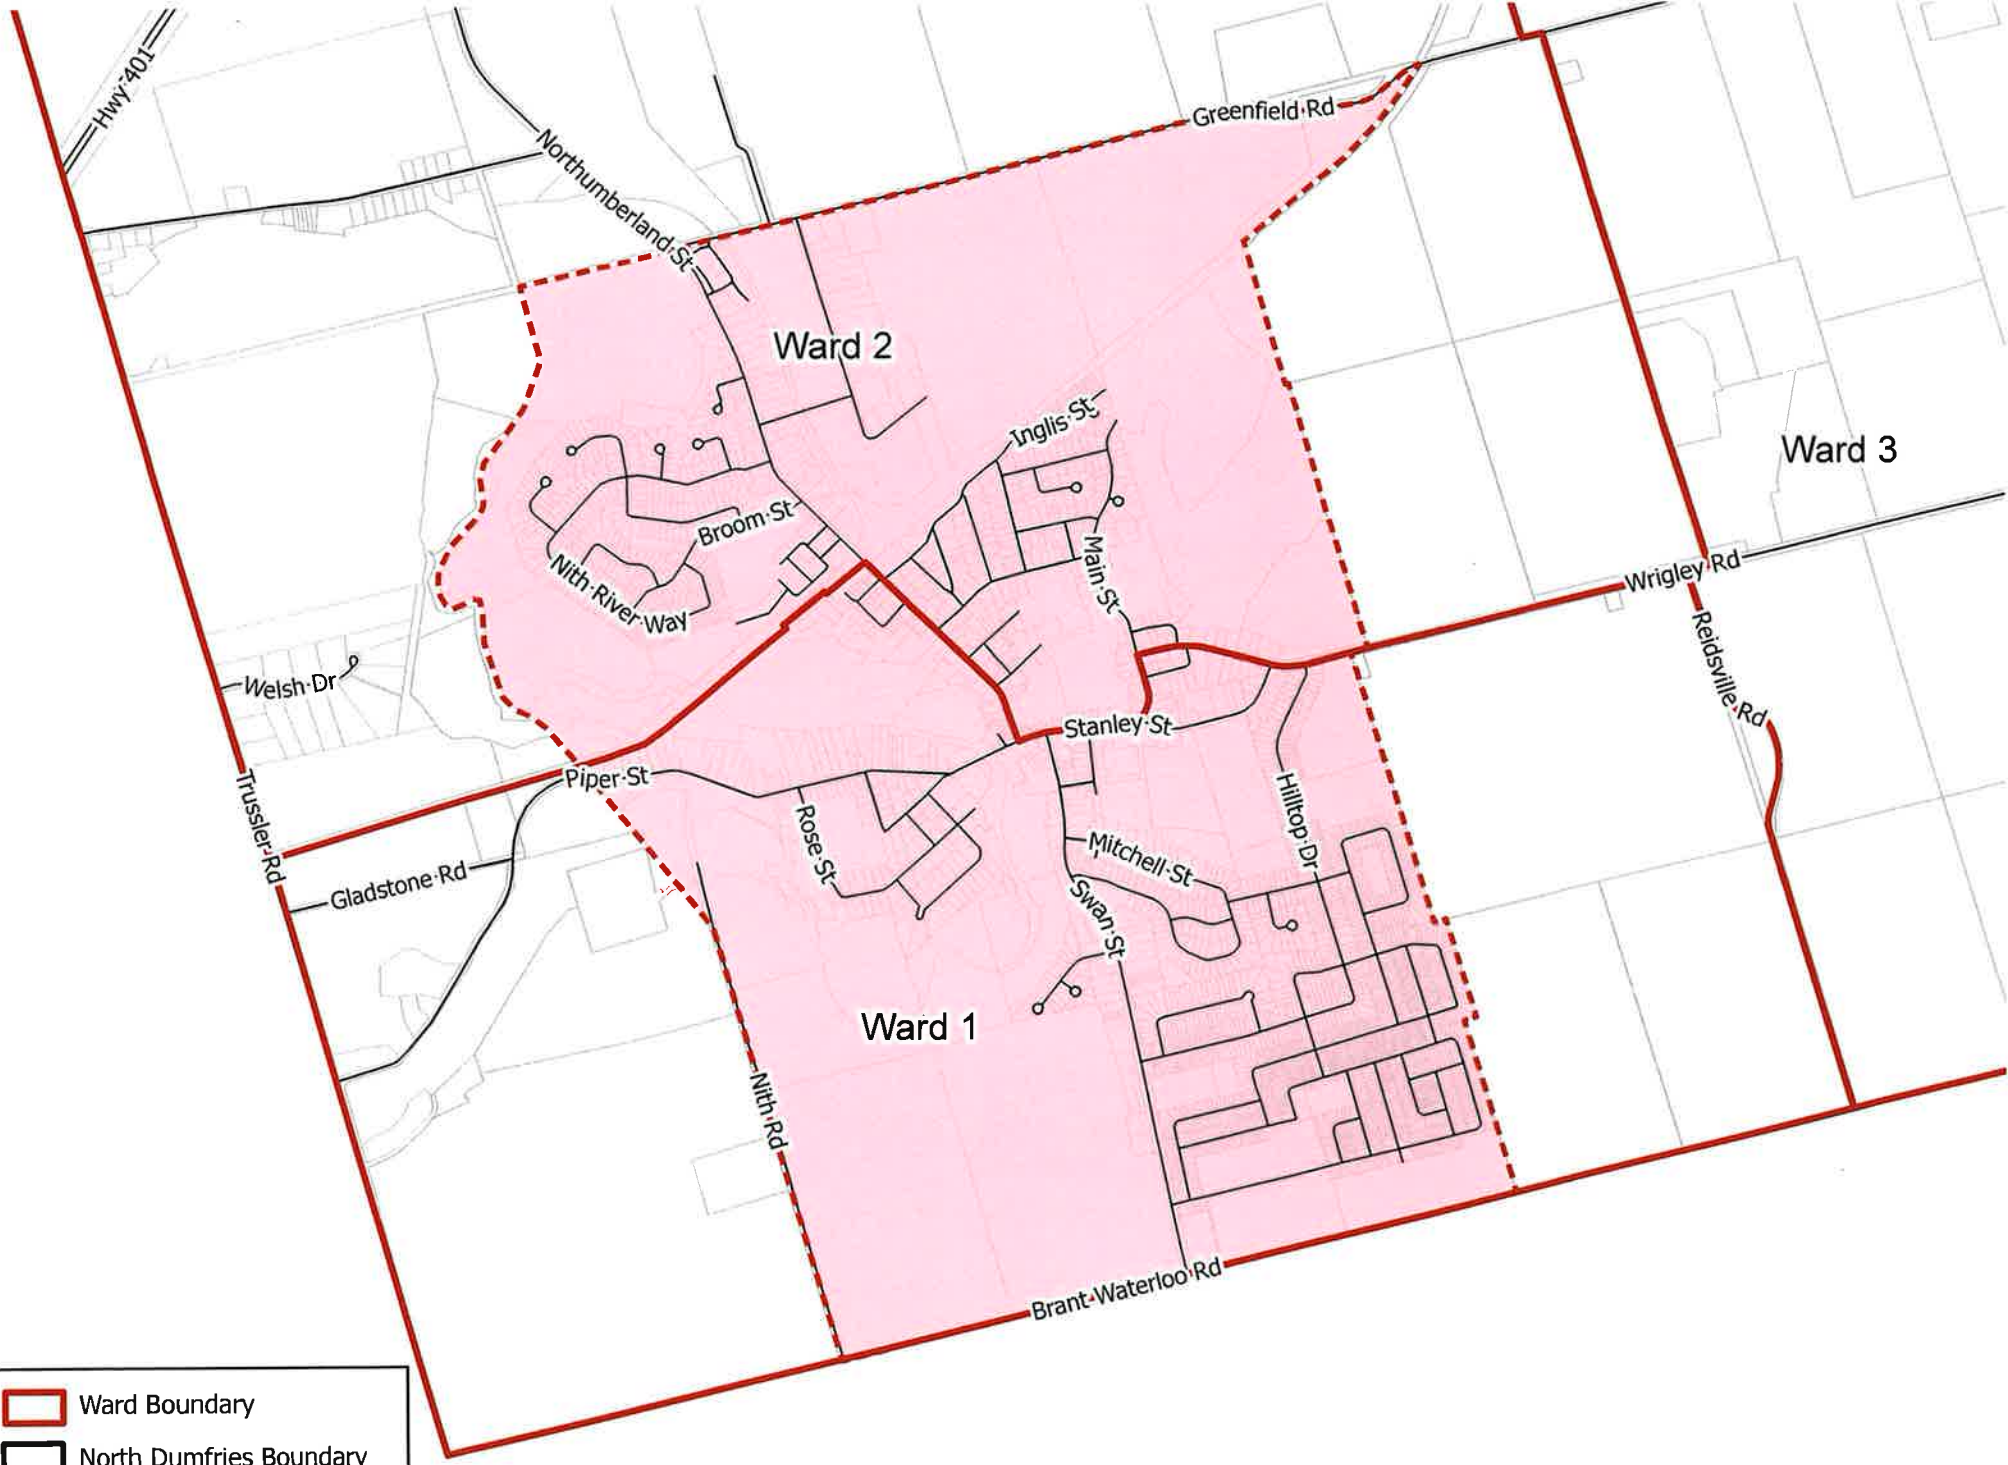 Hwy 401
Northumberland St
Greenfield Rd
Ward 2
Inglis St
Ward 3
Broom St
Main St
Nith River Way
Wrigley Rd
Reidsville Rd
Welsh Dr
Stanley St
Trussler Rd
Piper St
Gladstone Rd
Rose St
Hilltop Dr
Mitchell St
Swan St
Ward 1
Nith Rd
Brant Waterloo Rd
Ward Boundary
North Dumfries Boundary